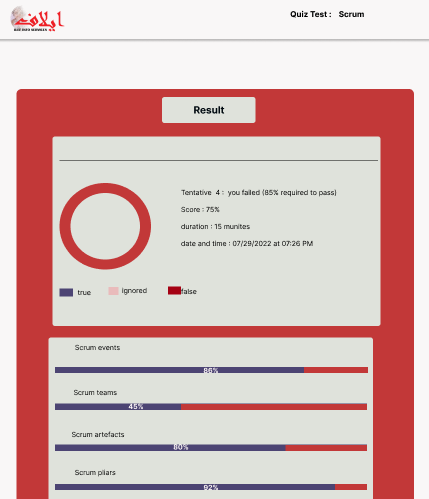 ايلاف
Quiz Test : Scrum
Result
Tentative 4 : you failed (85% required to pass)
Score : 75%
duration : 15 munites
date and time : 07/29/2022 at 07:26 PM
true
ignored
false
Scrum events
86%
Scrum teams
45%
Scrum artefacts
80%
Scrum pliars
92%